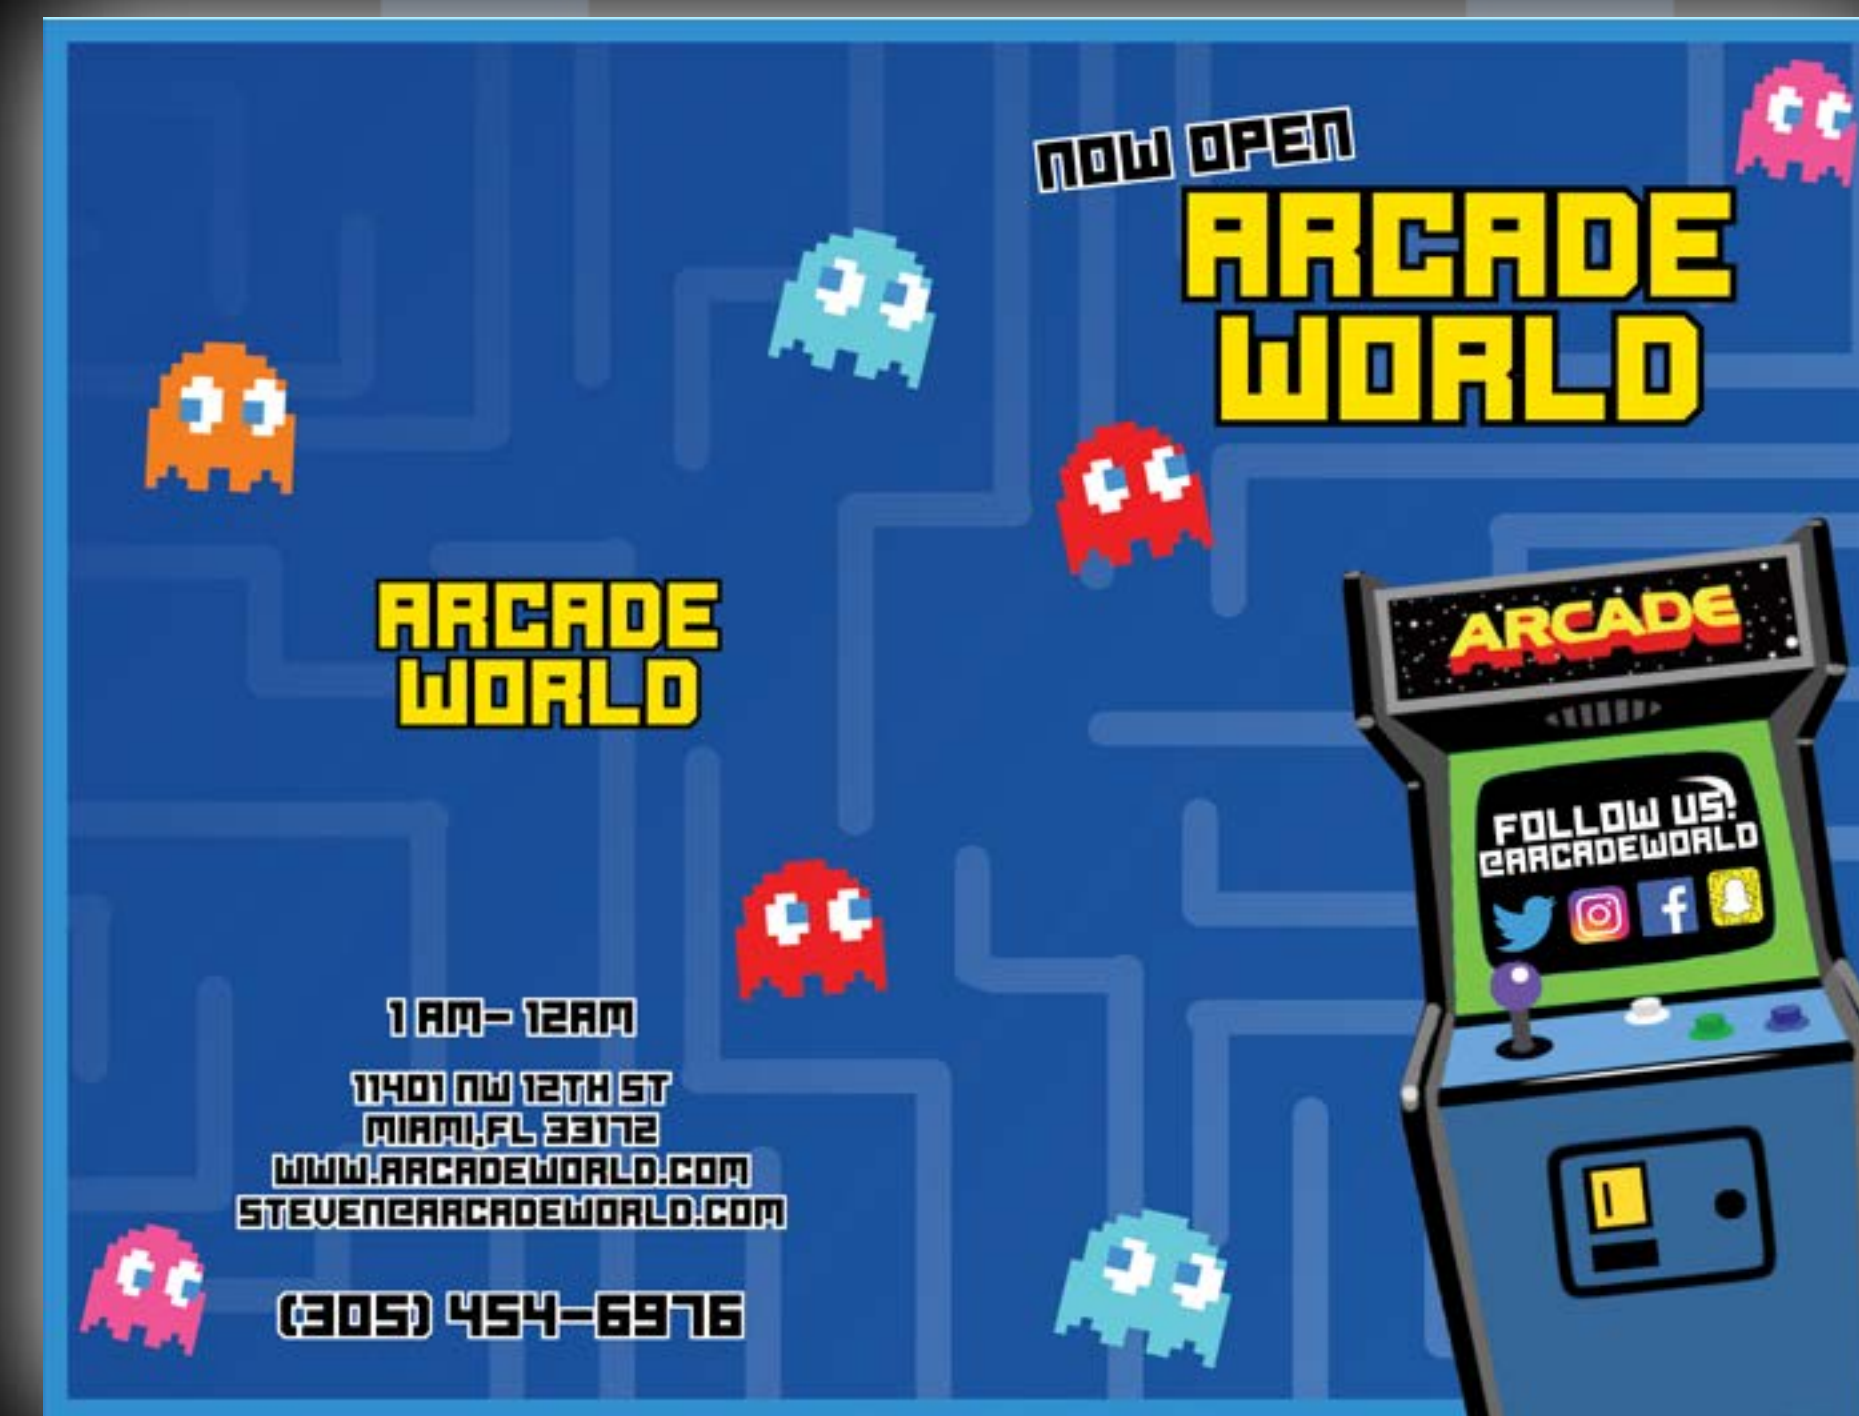 NOW OPEN
ARCADE
WORLD
ARCADE
FOLLOW US!
@ARCADEWORLD
ARCADE
WORLD
1 AM- 12AM
11401 NW 12TH ST
MIAMI,FL 33172
WWW.ARCADEWORLD.COM
STEVEN@ARCADEWORLD.COM
(305) 454-6976